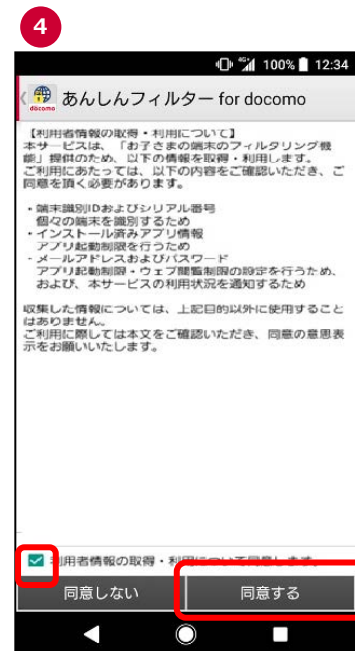 4
4G 100% 12:34
docomo あんしんフィルター for docomo
【利用者情報の取得・利用について】
本サービスは、「お子さまの端末のフィルタリング機
能」提供のため、以下の情報を取得・利用します。
ご利用にあたっては、以下の内容をご確認いただき、ご
同意を頂く必要があります。
・端末識別IDおよびシリアル番号
個々の端末を識別するため
・インストール済みアプリ情報
アプリ起動制限を行うため
・メールアドレスおよびパスワード
アプリ起動制限・ウェブ閲覧制限の設定を行うため、
および、本サービスの利用状況を通知するため
収集した情報については、上記目的以外に使用すること
はありません。
ご利用に際しては本文をご確認いただき、同意の意思表
示をお願いいたします。
利用者情報の取得・利用について同意します。
同意しない 同意する